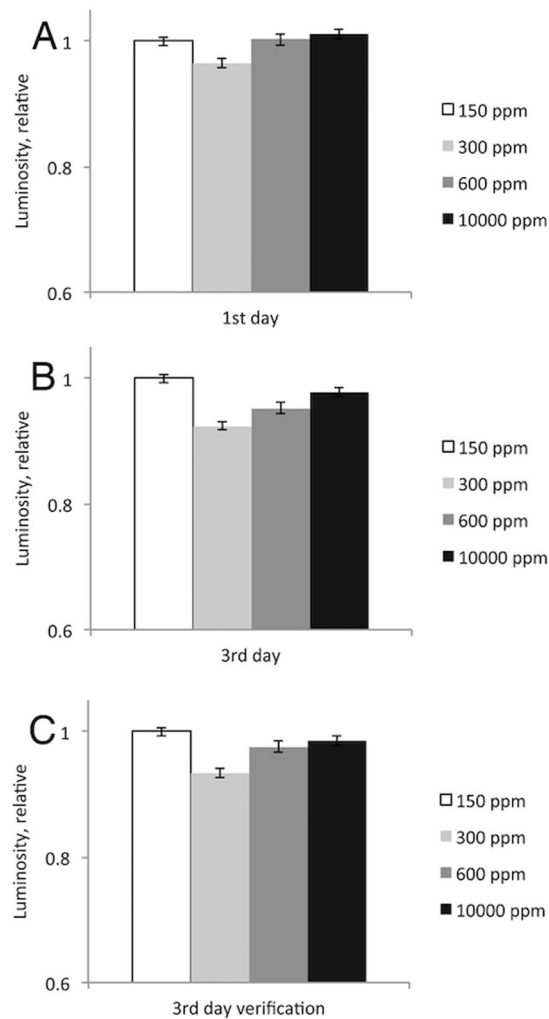 A
Luminosity, relative
1
0.8
0.6
1st day
150 ppm
300 ppm
600 ppm
10000 ppm
B
Luminosity, relative
1
0.8
0.6
3rd day
150 ppm
300 ppm
600 ppm
10000 ppm
C
Luminosity, relative
1
0.8
0.6
3rd day verification
150 ppm
300 ppm
600 ppm
10000 ppm